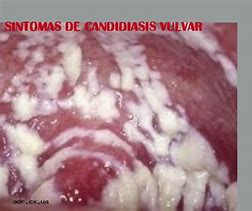 SINTOMAS DE CANDIDIASIS VULVAR
adr.cx.ua